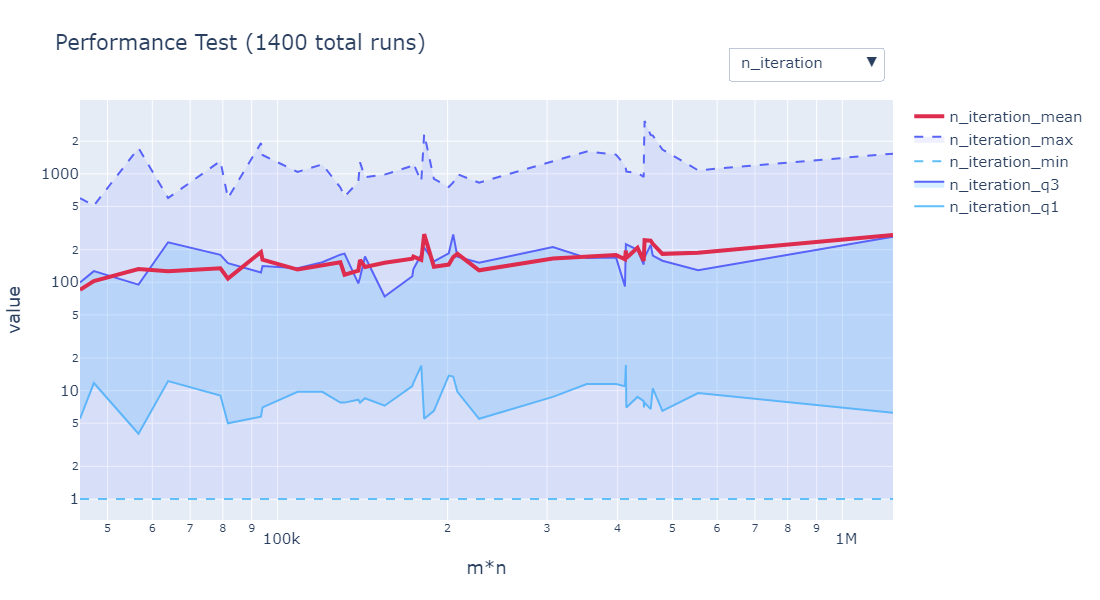 Performance Test (1400 total runs)
n_iteration ▼
n_iteration_mean
n_iteration_max
n_iteration_min
n_iteration_q3
n_iteration_q1
value
2
1000
5
2
100
5
2
10
5
2
1
5 6 7 8 9 100k 2 3 4 5 6 7 8 9 1M
m*n